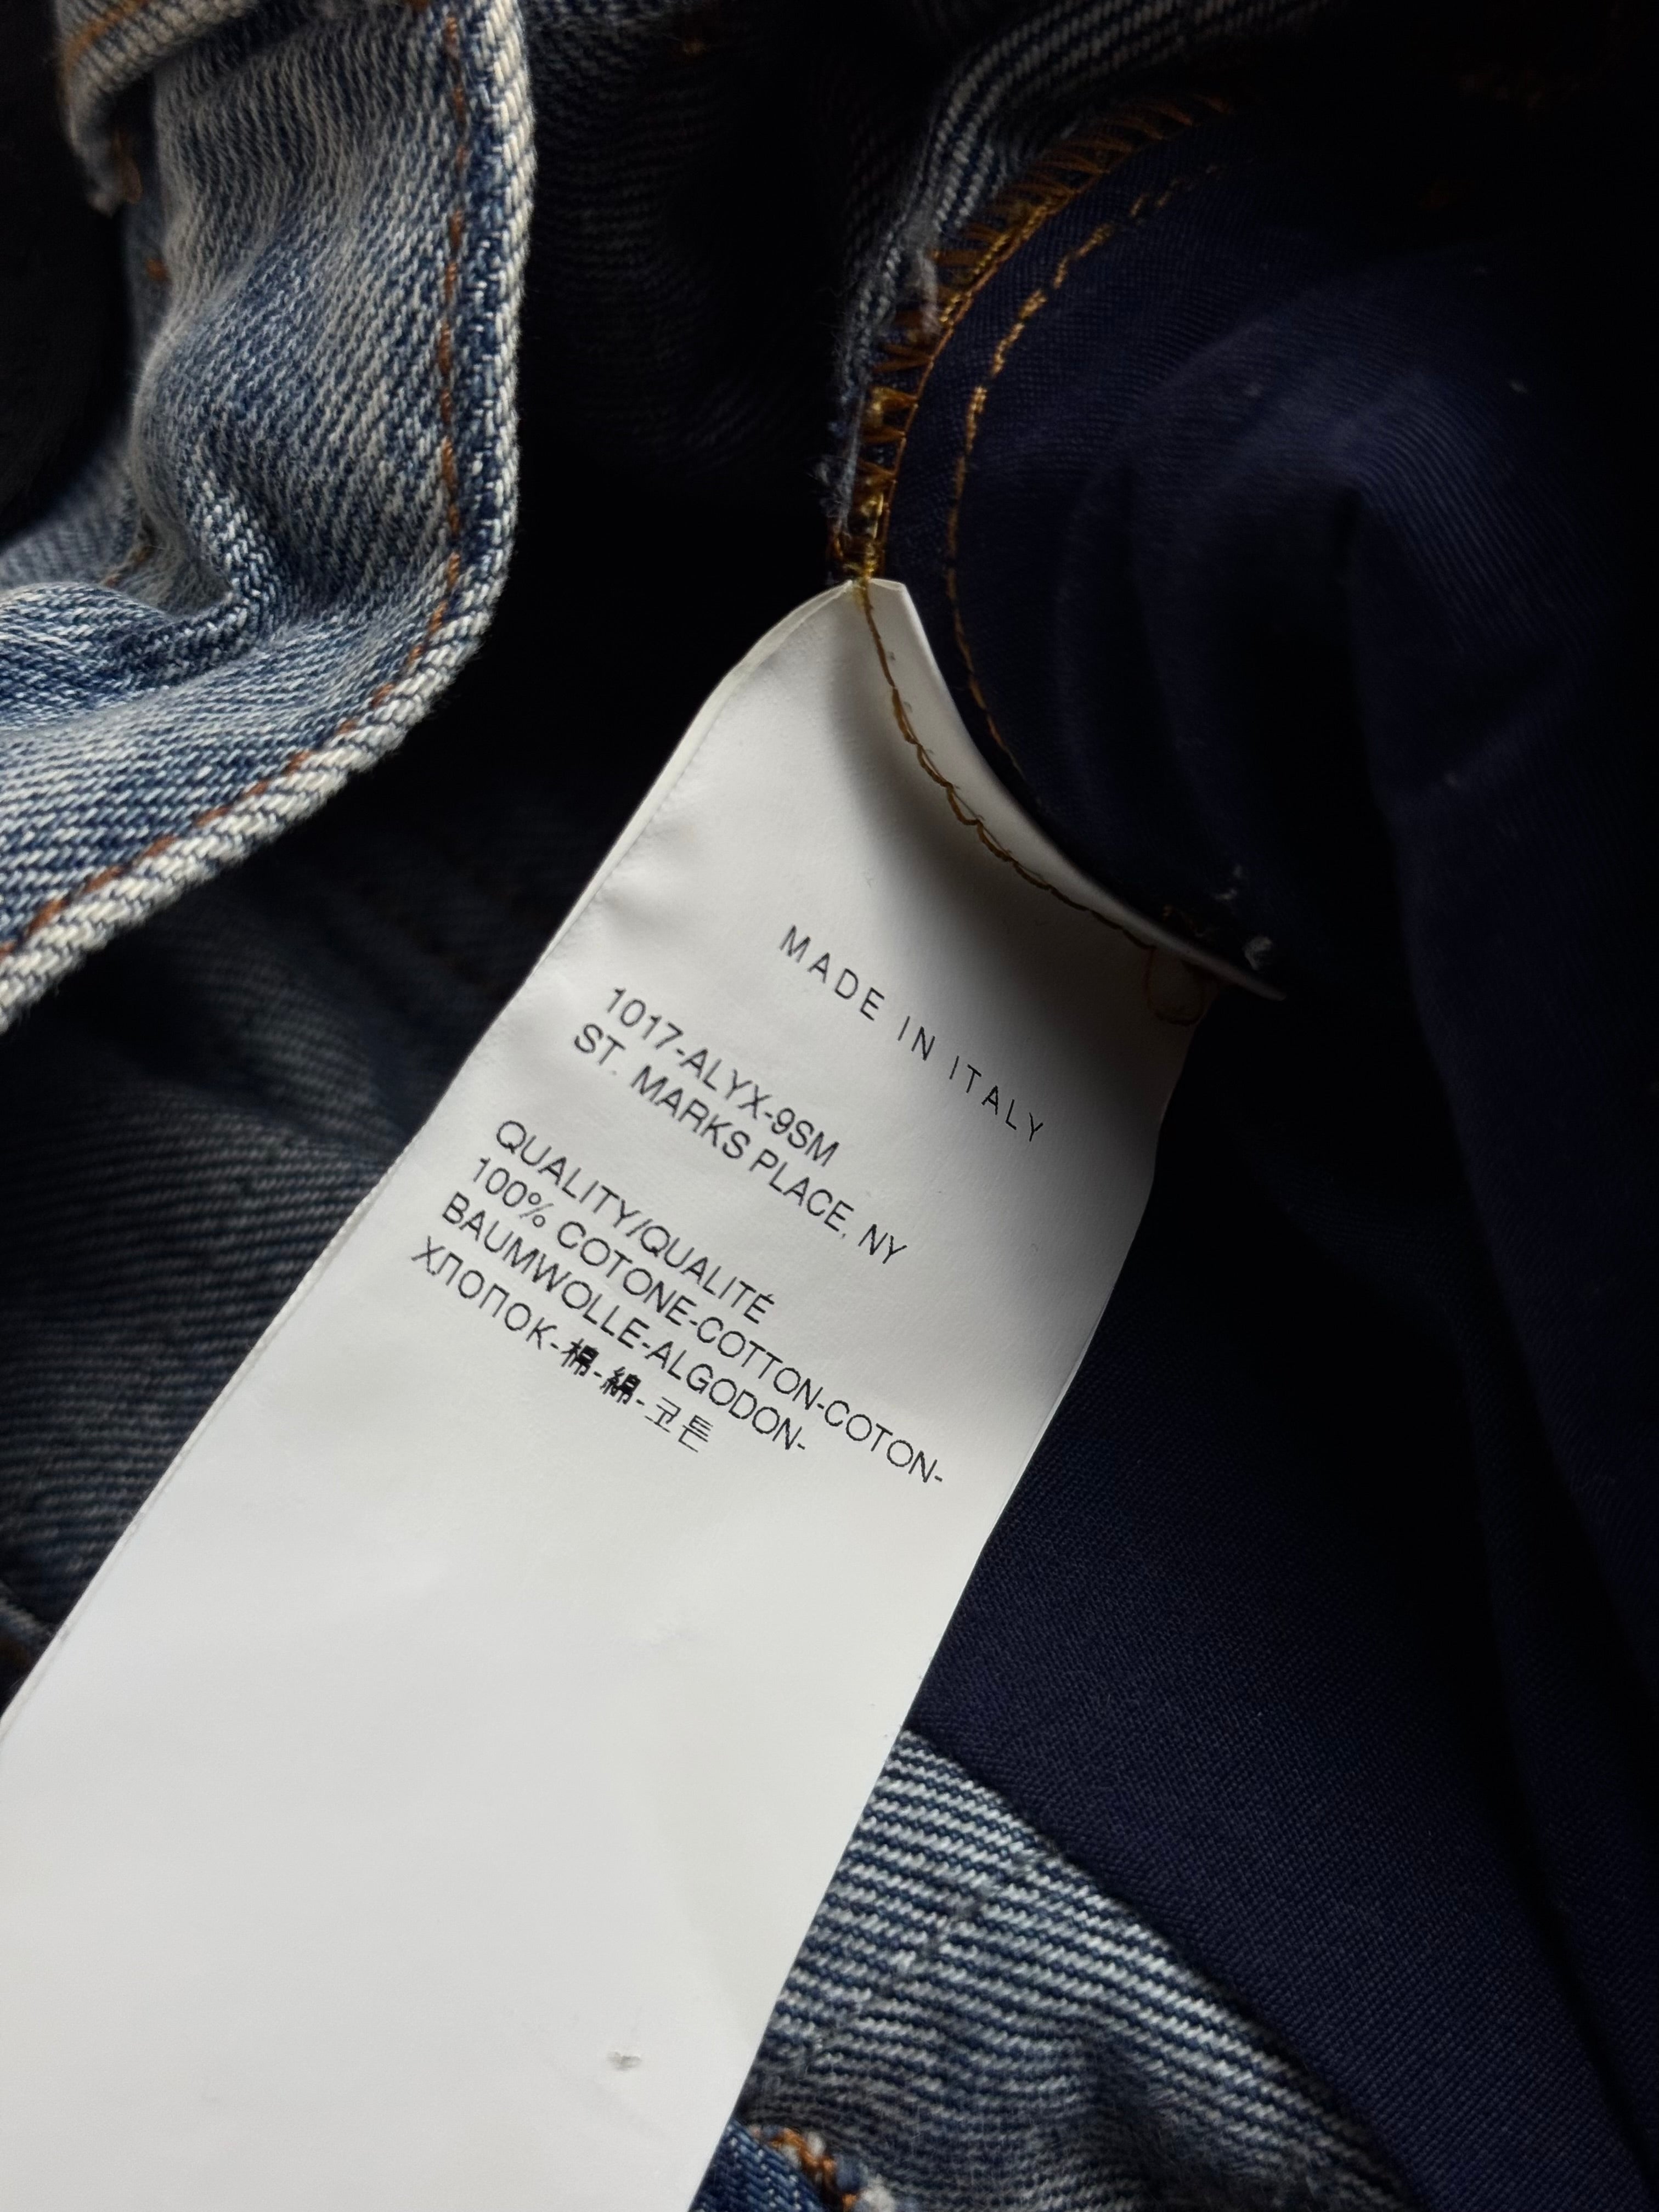 MADE IN ITALY
1017-ALYX-9SM
ST. MARKS PLACE, NY
QUALITY/QUALITÉ
100% COTONE-COTTON-COTON-
BAUMWOLLE-ALGODON-
ХЛОПОК-棉-綿-코튼